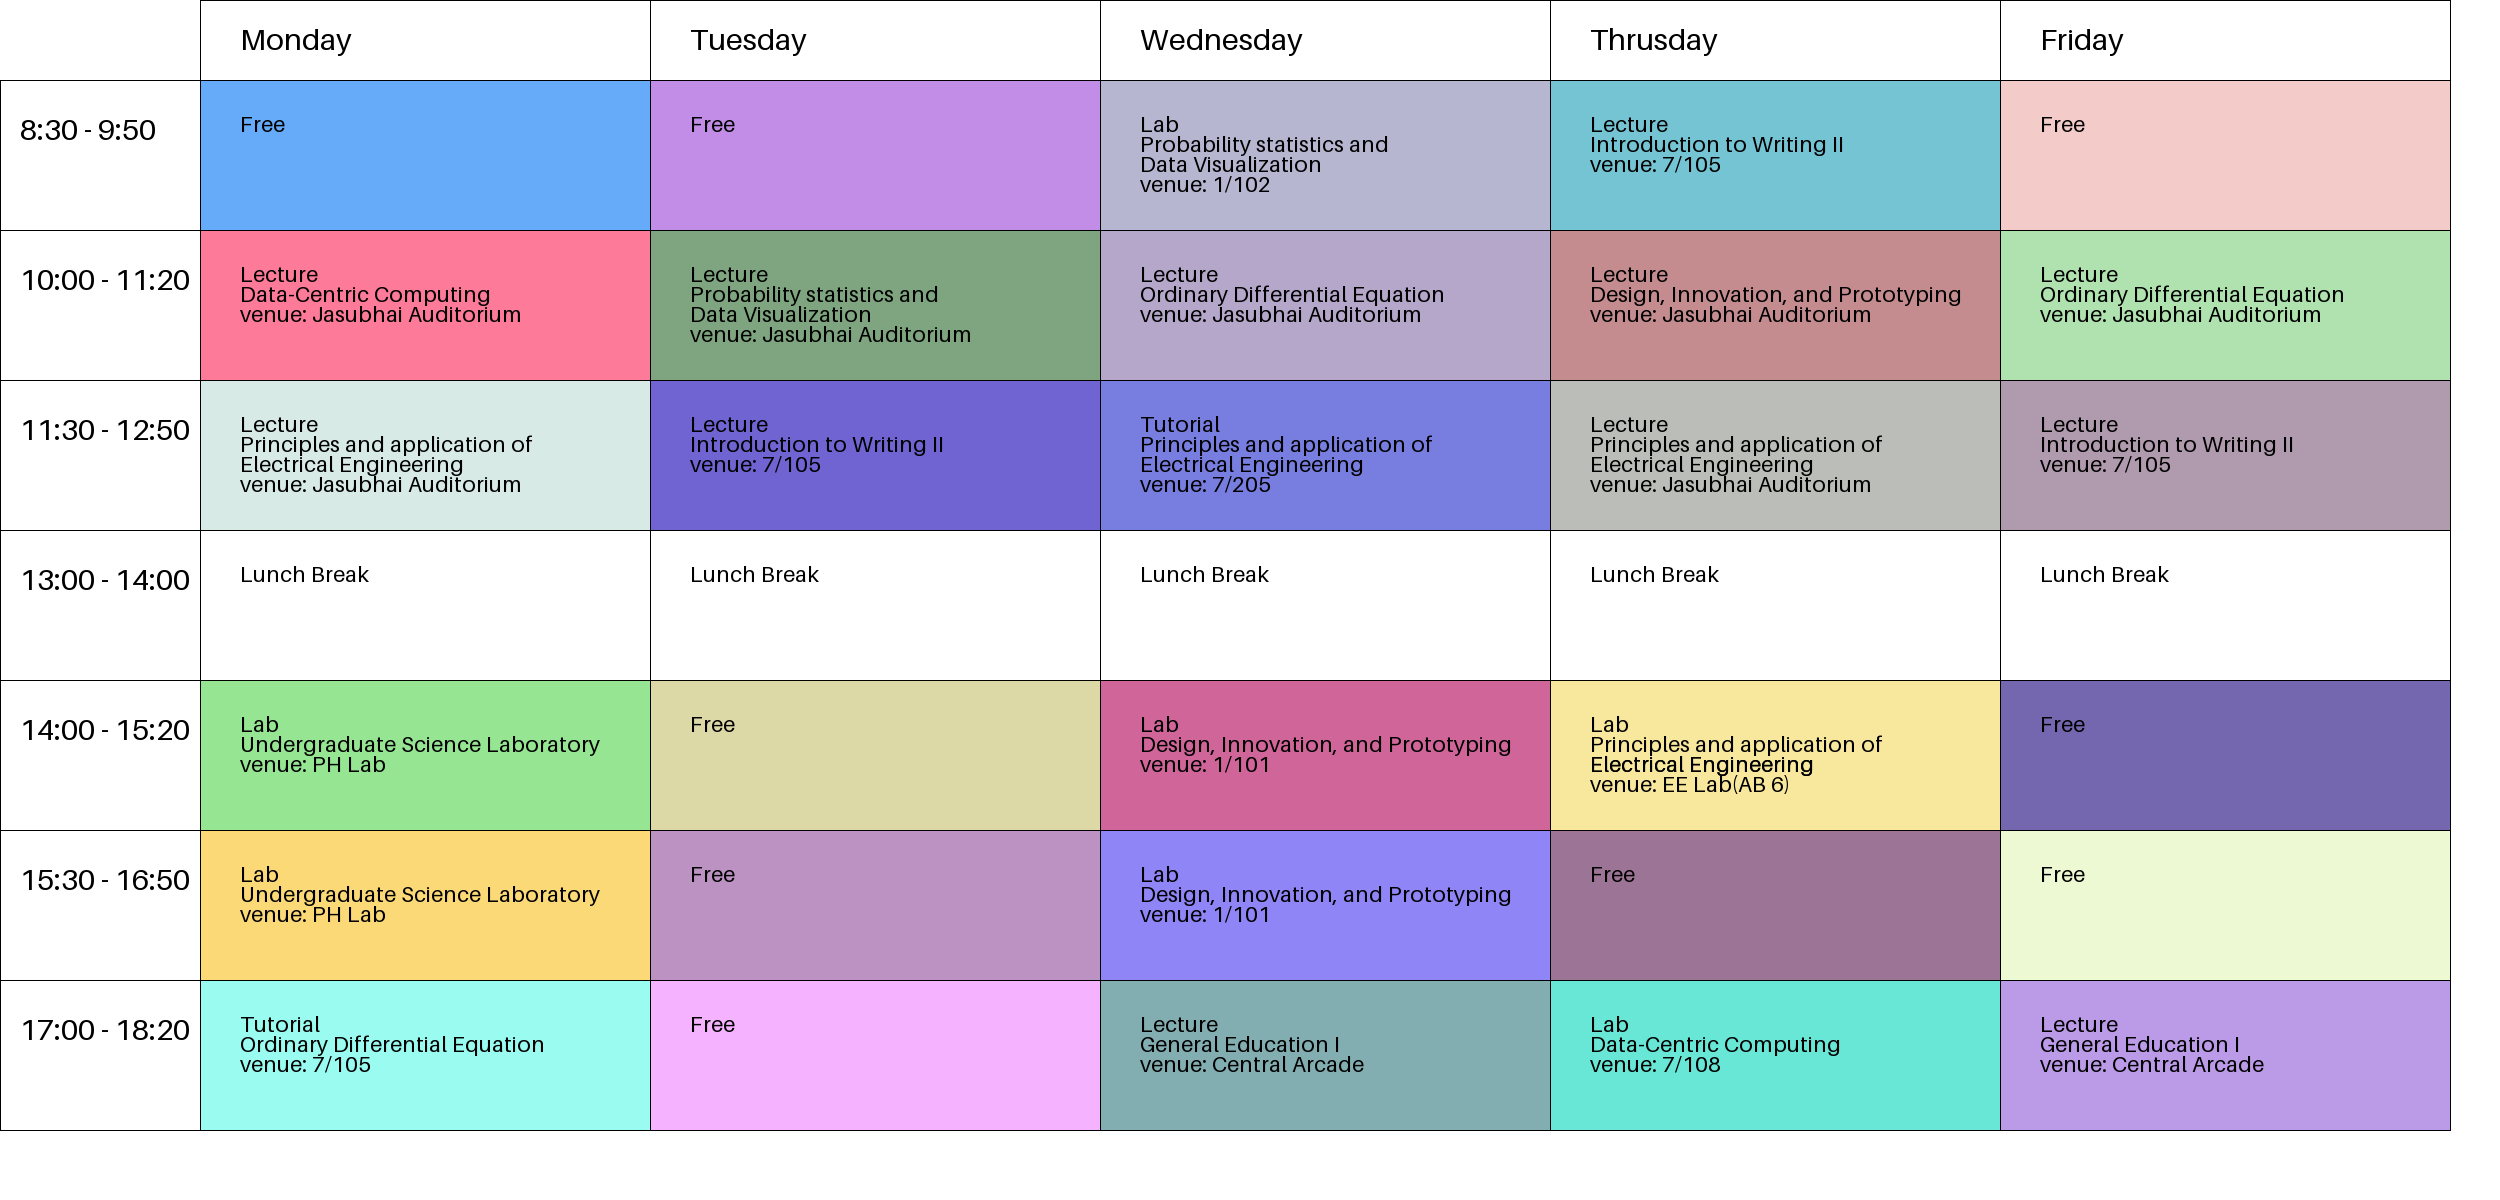 Monday Tuesday Wednesday Thrusday Friday
8:30 - 9:50
Free
Free
Lab
Probability statistics and
Data Visualization
venue: 1/102
Lecture
Introduction to Writing II
venue: 7/105
Free
10:00 - 11:20
Lecture
Data-Centric Computing
venue: Jasubhai Auditorium
Lecture
Probability statistics and
Data Visualization
venue: Jasubhai Auditorium
Lecture
Ordinary Differential Equation
venue: Jasubhai Auditorium
Lecture
Design, Innovation, and Prototyping
venue: Jasubhai Auditorium
Lecture
Ordinary Differential Equation
venue: Jasubhai Auditorium
11:30 - 12:50
Lecture
Principles and application of
Electrical Engineering
venue: Jasubhai Auditorium
Lecture
Introduction to Writing II
venue: 7/105
Tutorial
Principles and application of
Electrical Engineering
venue: 7/205
Lecture
Principles and application of
Electrical Engineering
venue: Jasubhai Auditorium
Lecture
Introduction to Writing II
venue: 7/105
13:00 - 14:00
Lunch Break
Lunch Break
Lunch Break
Lunch Break
Lunch Break
14:00 - 15:20
Lab
Undergraduate Science Laboratory
venue: PH Lab
Free
Lab
Design, Innovation, and Prototyping
venue: 1/101
Lab
Principles and application of
Electrical Engineering
venue: EE Lab(AB 6)
Free
15:30 - 16:50
Lab
Undergraduate Science Laboratory
venue: PH Lab
Free
Lab
Design, Innovation, and Prototyping
venue: 1/101
Free
Free
17:00 - 18:20
Tutorial
Ordinary Differential Equation
venue: 7/105
Free
Lecture
General Education I
venue: Central Arcade
Lab
Data-Centric Computing
venue: 7/108
Lecture
General Education I
venue: Central Arcade